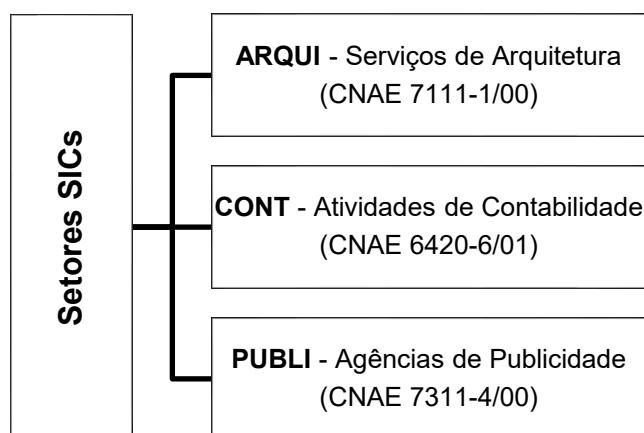 Setores SICs
ARQUI - Serviços de Arquitetura
(CNAE 7111-1/00)
CONT - Atividades de Contabilidade
(CNAE 6420-6/01)
PUBLI - Agências de Publicidade
(CNAE 7311-4/00)